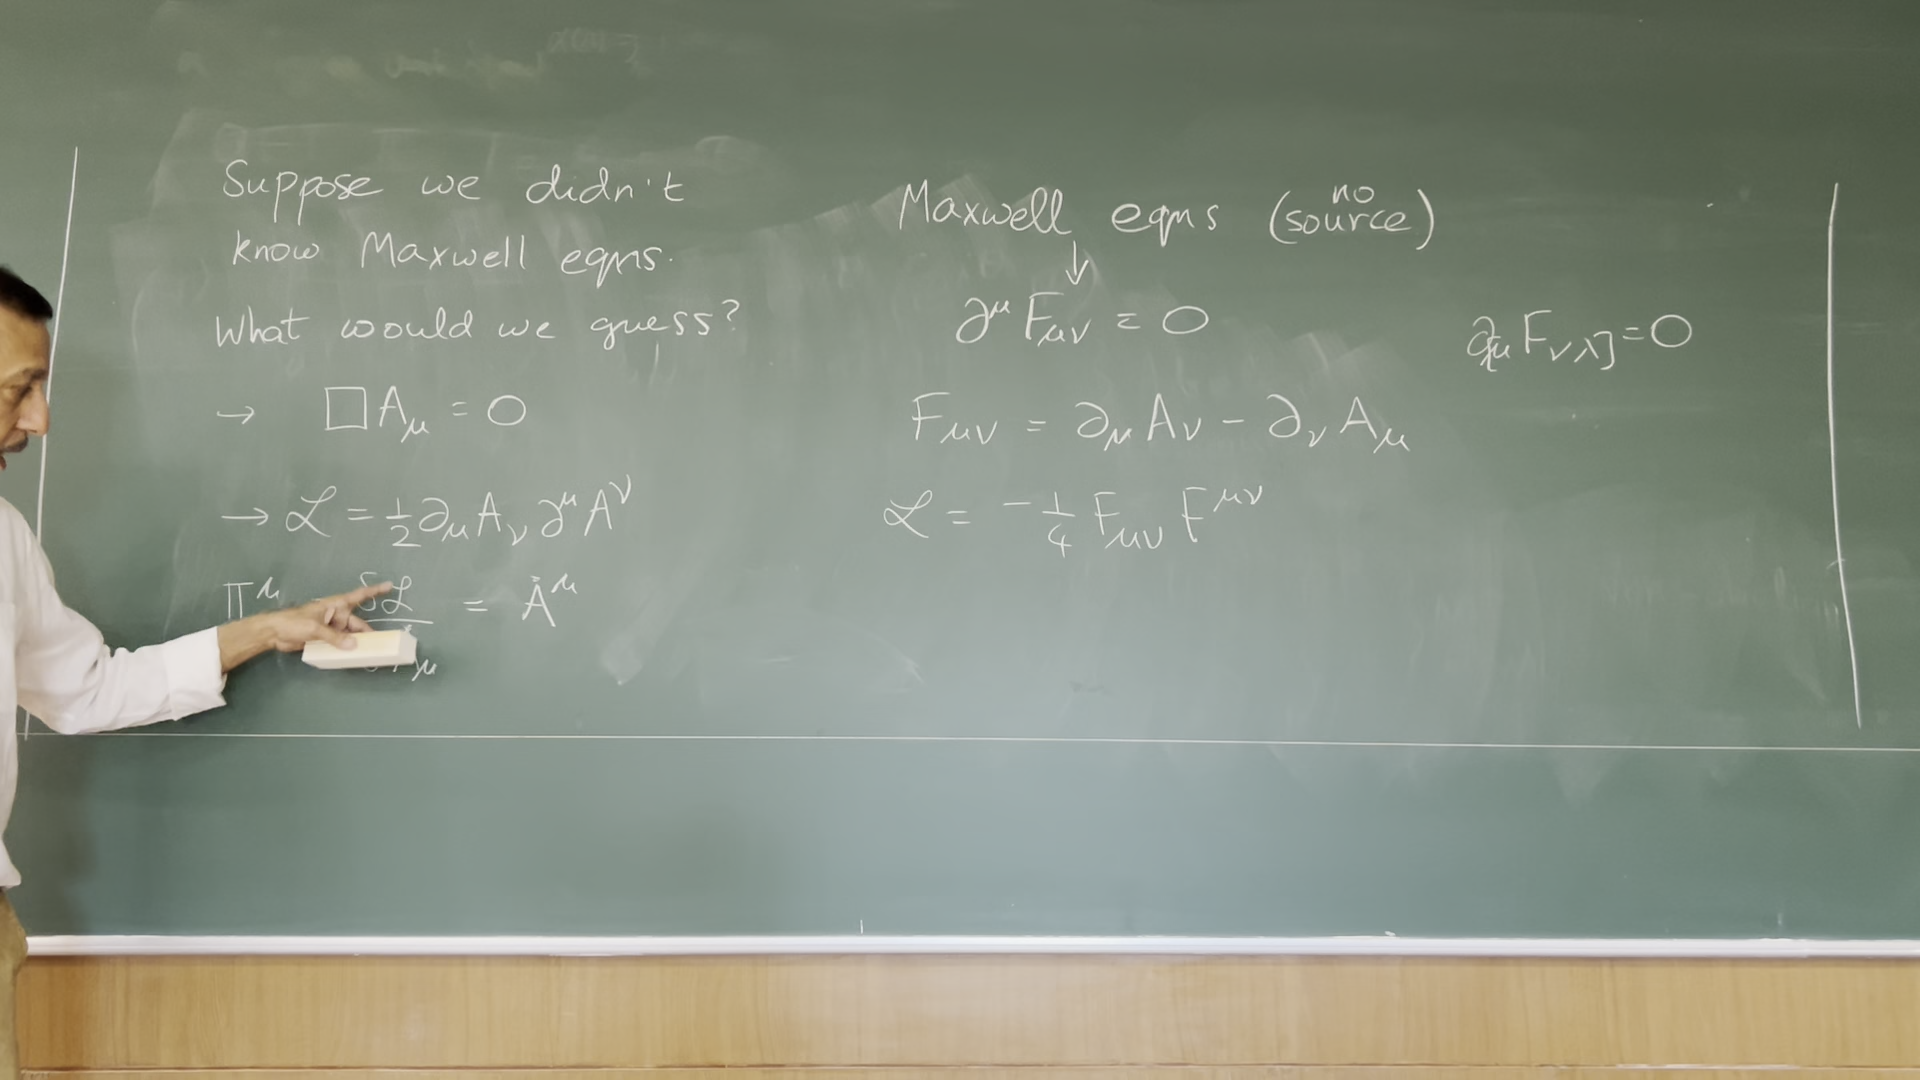 Suppose we didn't
know Maxwell eqns.
What would we guess?
→ □A_μ = 0
→ ℒ = ½ ∂_μ A_ν ∂^μ A^ν
Π^μ = δℒ/δȦ_μ = Ȧ^μ
Maxwell eqns (no source)
↓
∂^μ F_μν = 0
∂_[μ F_νλ] = 0
F_μν = ∂_μ A_ν - ∂_ν A_μ
ℒ = -¼ F_μν F^μν